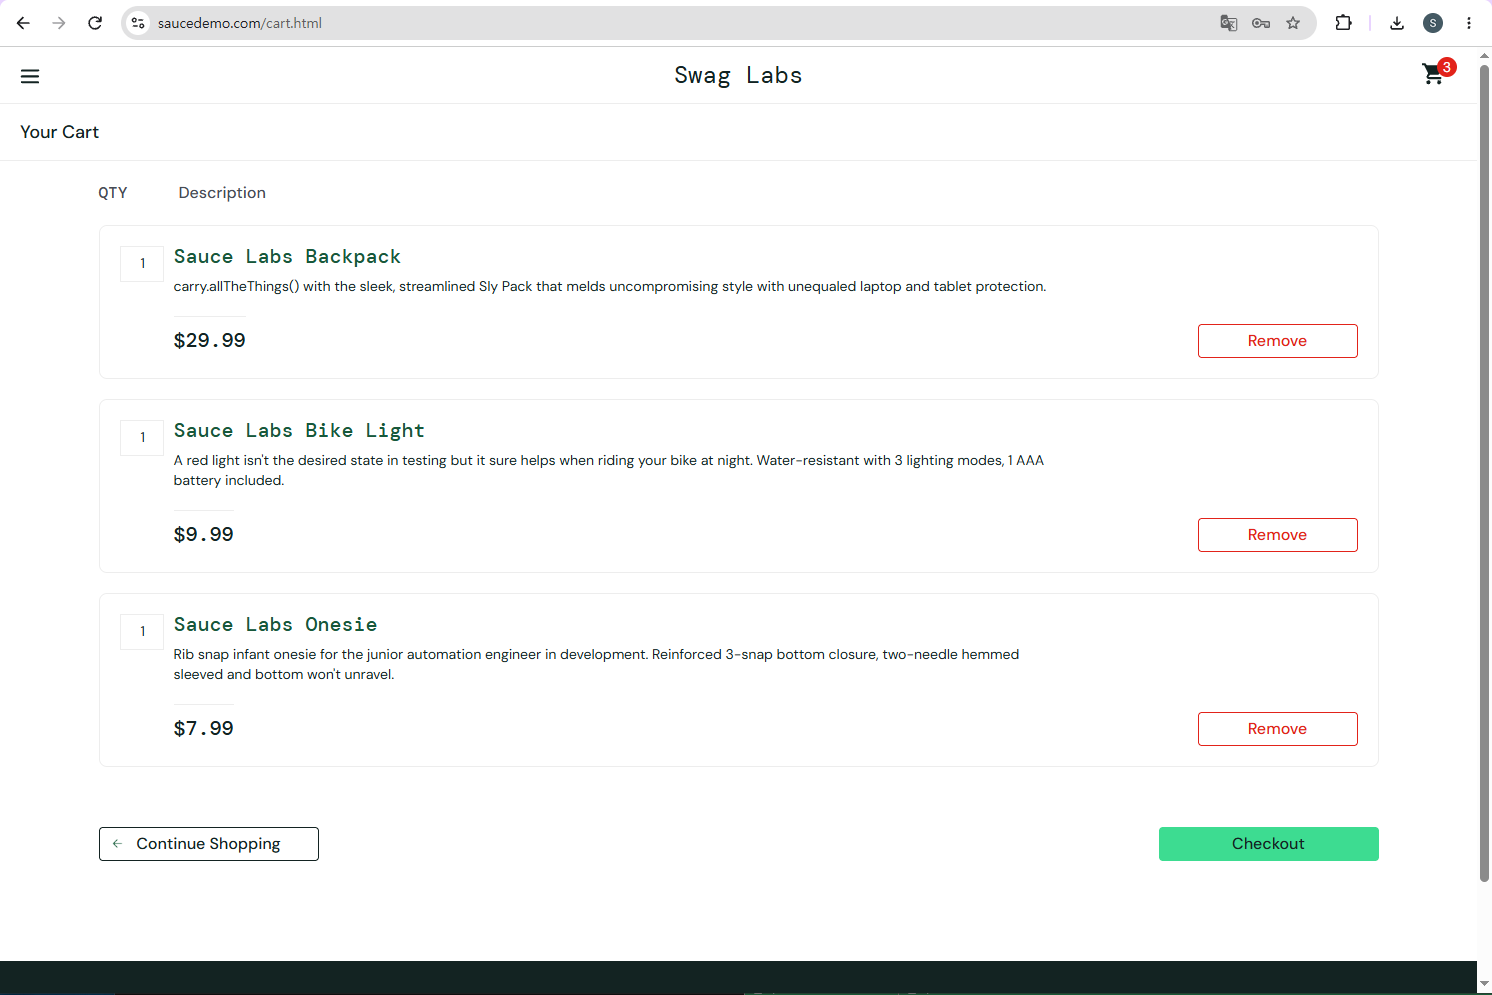 saucedemo.com/cart.html
S
Swag Labs
3
Your Cart
QTY Description
1 Sauce Labs Backpack
carry.allTheThings() with the sleek, streamlined Sly Pack that melds uncompromising style with unequaled laptop and tablet protection.
$29.99 Remove
1 Sauce Labs Bike Light
A red light isn't the desired state in testing but it sure helps when riding your bike at night. Water-resistant with 3 lighting modes, 1 AAA
battery included.
$9.99 Remove
1 Sauce Labs Onesie
Rib snap infant onesie for the junior automation engineer in development. Reinforced 3-snap bottom closure, two-needle hemmed
sleeved and bottom won't unravel.
$7.99 Remove
← Continue Shopping Checkout